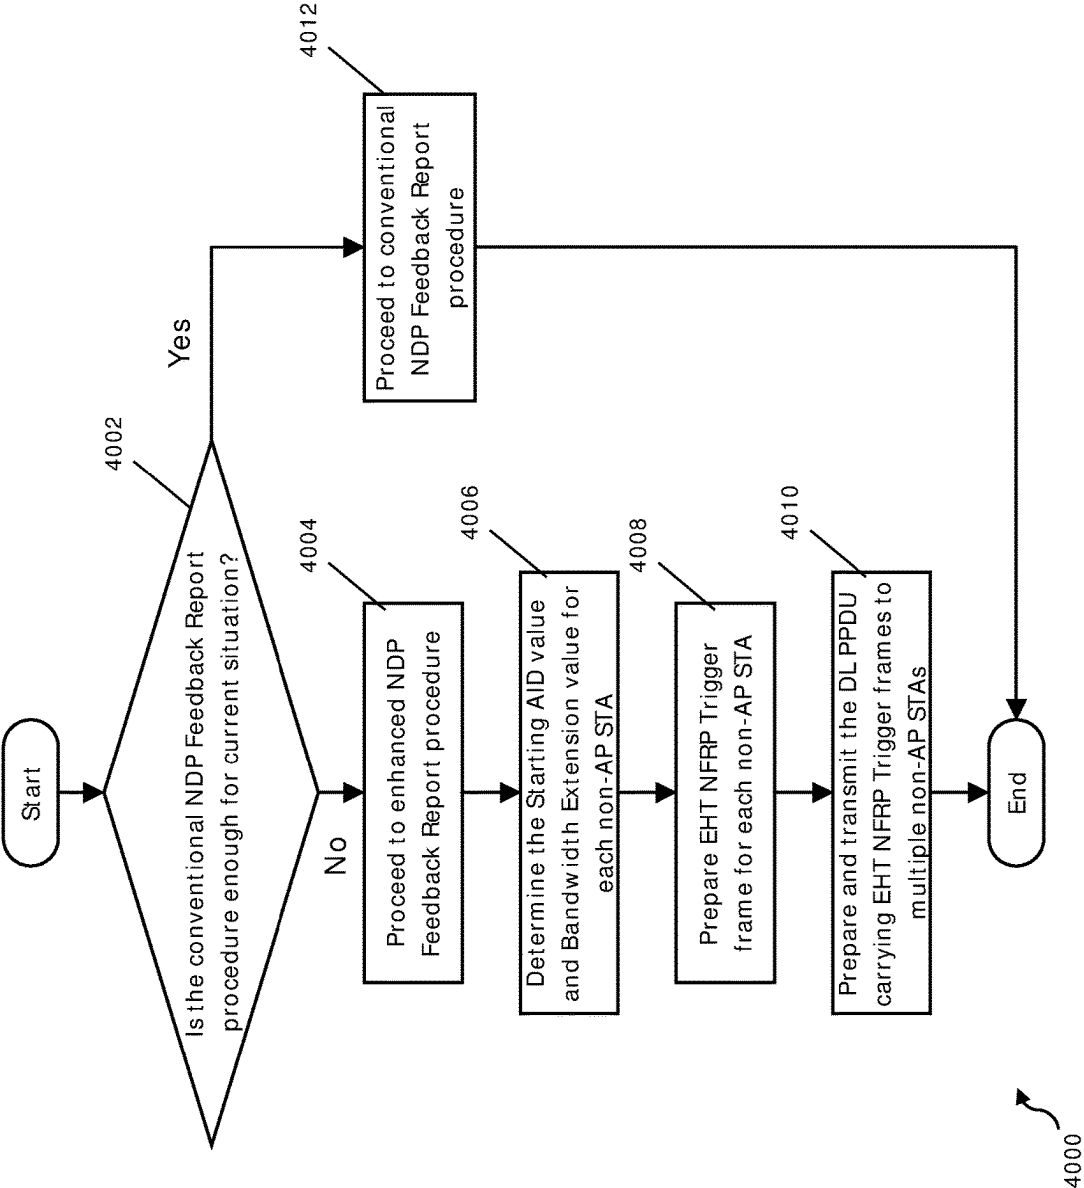 Start
4002
Is the conventional NDP Feedback Report
procedure enough for current situation?
Yes
No
4004
Proceed to enhanced NDP
Feedback Report procedure
4012
Proceed to conventional
NDP Feedback Report
procedure
4006
Determine the Starting AID value
and Bandwidth Extension value for
each non-AP STA
4008
Prepare EHT NFRP Trigger
frame for each non-AP STA
4010
Prepare and transmit the DL PPDU
carrying EHT NFRP Trigger frames to
multiple non-AP STAs
End
4000